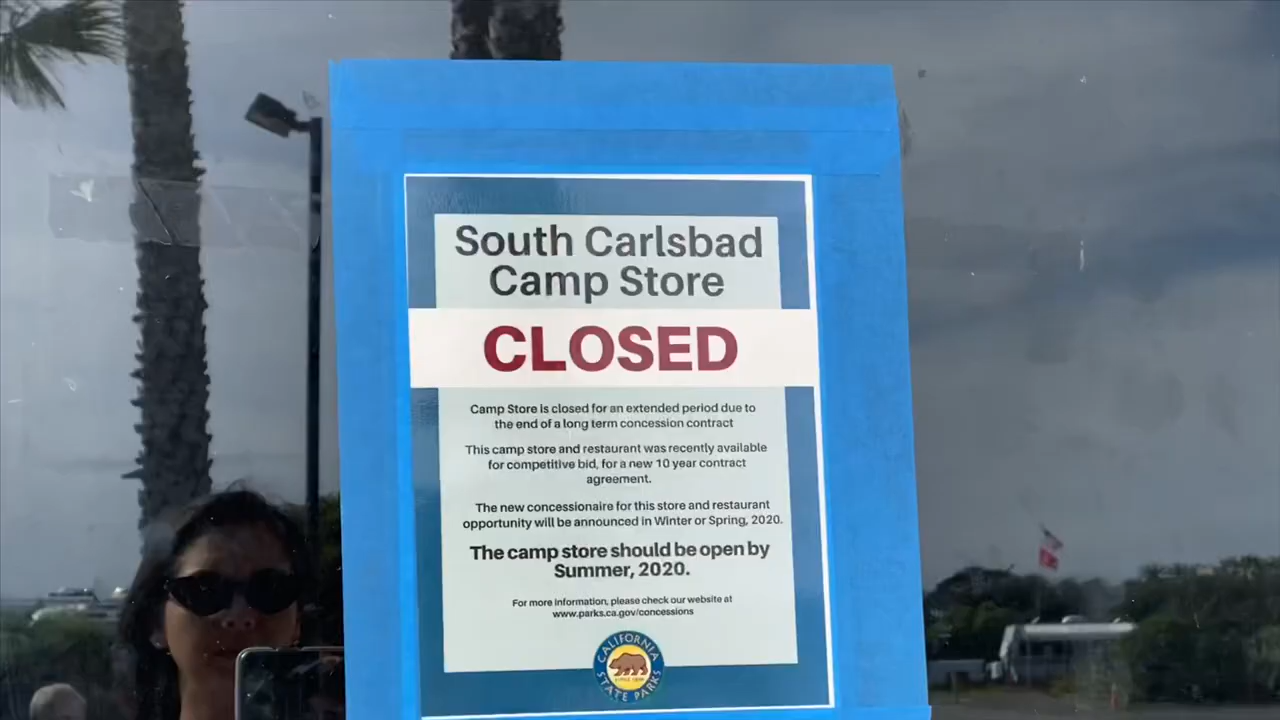 South Carlsbad
Camp Store
CLOSED
Camp Store is closed for an extended period due to
the end of a long term concession contract
This camp store and restaurant was recently available
for competitive bid, for a new 10 year contract
agreement.
The new concessionaire for this store and restaurant
opportunity will be announced in Winter or Spring, 2020.
The camp store should be open by
Summer, 2020.
For more information, please check our website at
www.parks.ca.gov/concessions
CALIFORNIA
STATE PARKS